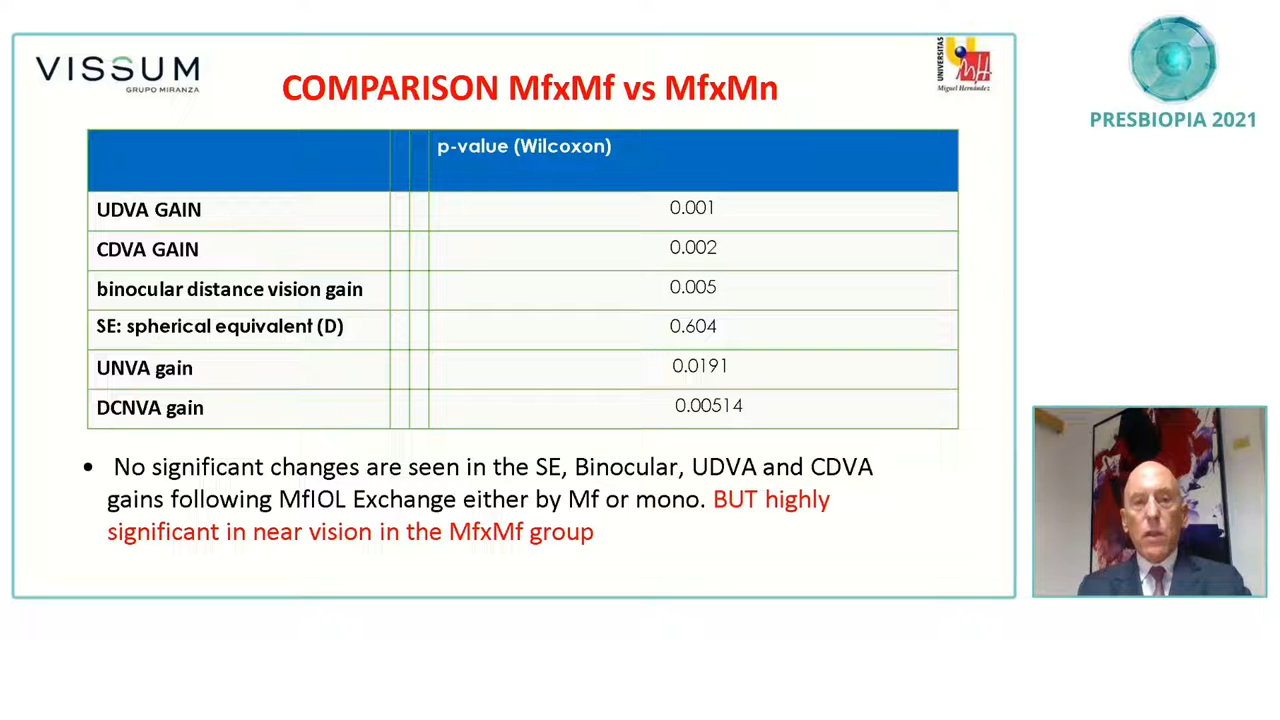 VISSUM
GRUPO MIRANZA
COMPARISON MfxMf vs MfxMn
UNIVERSITAS
Miguel Hernández
PRESBIOPIA 2021
p-value (Wilcoxon)
UDVA GAIN 0.001
CDVA GAIN 0.002
binocular distance vision gain 0.005
SE: spherical equivalent (D) 0.604
UNVA gain 0.0191
DCNVA gain 0.00514
• No significant changes are seen in the SE, Binocular, UDVA and CDVA
gains following MfIOL Exchange either by Mf or mono. BUT highly
significant in near vision in the MfxMf group